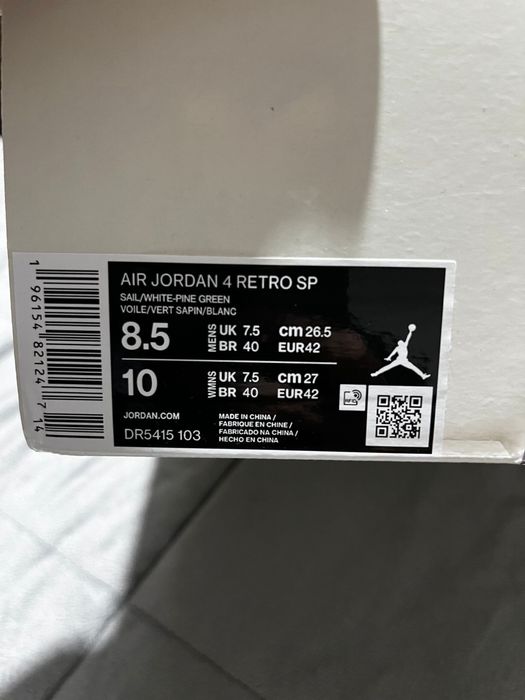 AIR JORDAN 4 RETRO SP
SAIL/WHITE-PINE GREEN
VOILE/VERT SAPIN/BLANC
8.5 MENS UK 7.5 cm 26.5
BR 40 EUR42
10 WMNS UK 7.5 cm 27
BR 40 EUR42
JORDAN.COM
DR5415 103
MADE IN CHINA /
FABRIQUE EN CHINE /
FABRICADO NA CHINA /
HECHO EN CHINA
RFID
1 96154 82124 7 14